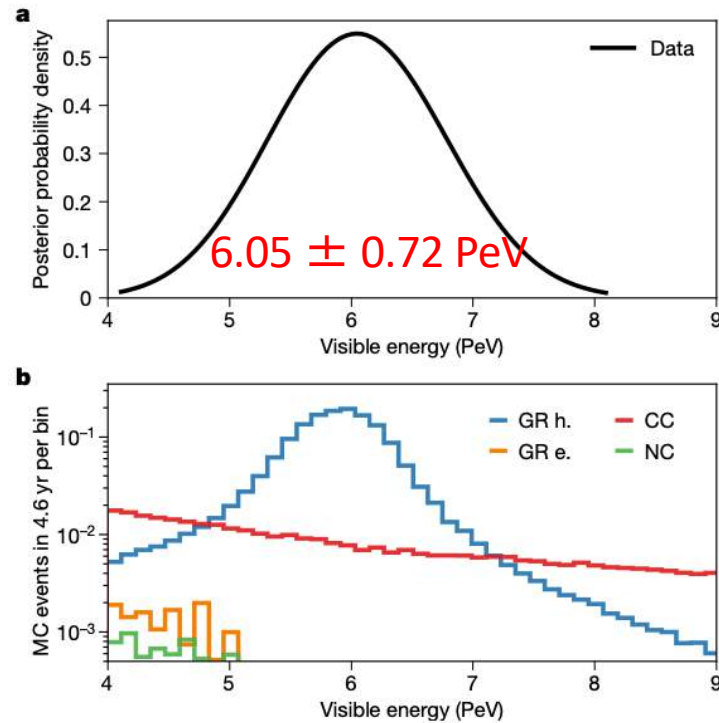 a
Posterior probability density
0.5
0.4
0.3
0.2
0.1
0
Data
6.05 ± 0.72 PeV
4 5 6 7 8 9
Visible energy (PeV)
b
MC events in 4.6 yr per bin
10⁻¹
10⁻²
10⁻³
GR h. CC
GR e. NC
4 5 6 7 8 9
Visible energy (PeV)